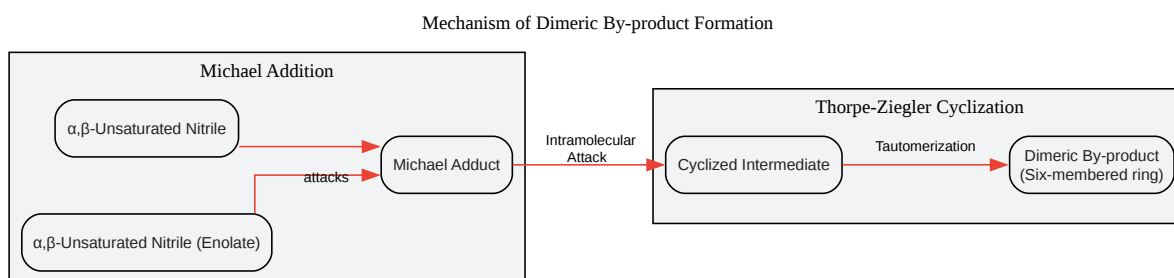 Mechanism of Dimeric By-product Formation
Michael Addition
α,β-Unsaturated Nitrile
attacks
α,β-Unsaturated Nitrile (Enolate)
Michael Adduct
Intramolecular
Attack
Thorpe-Ziegler Cyclization
Cyclized Intermediate
Tautomerization
Dimeric By-product
(Six-membered ring)